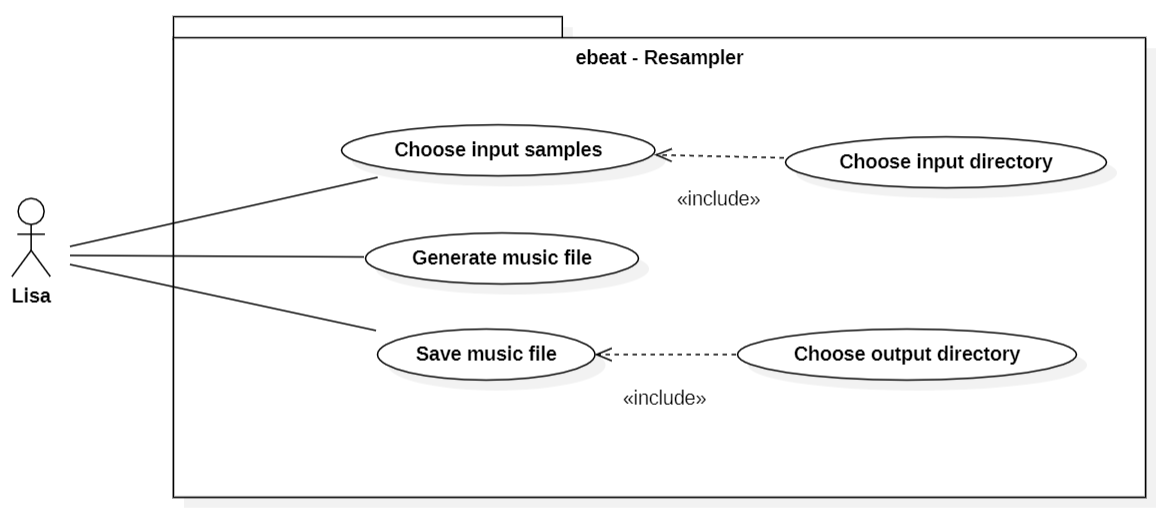 ebeat - Resampler
Choose input samples
Choose input directory
«include»
Generate music file
Lisa
Save music file
Choose output directory
«include»